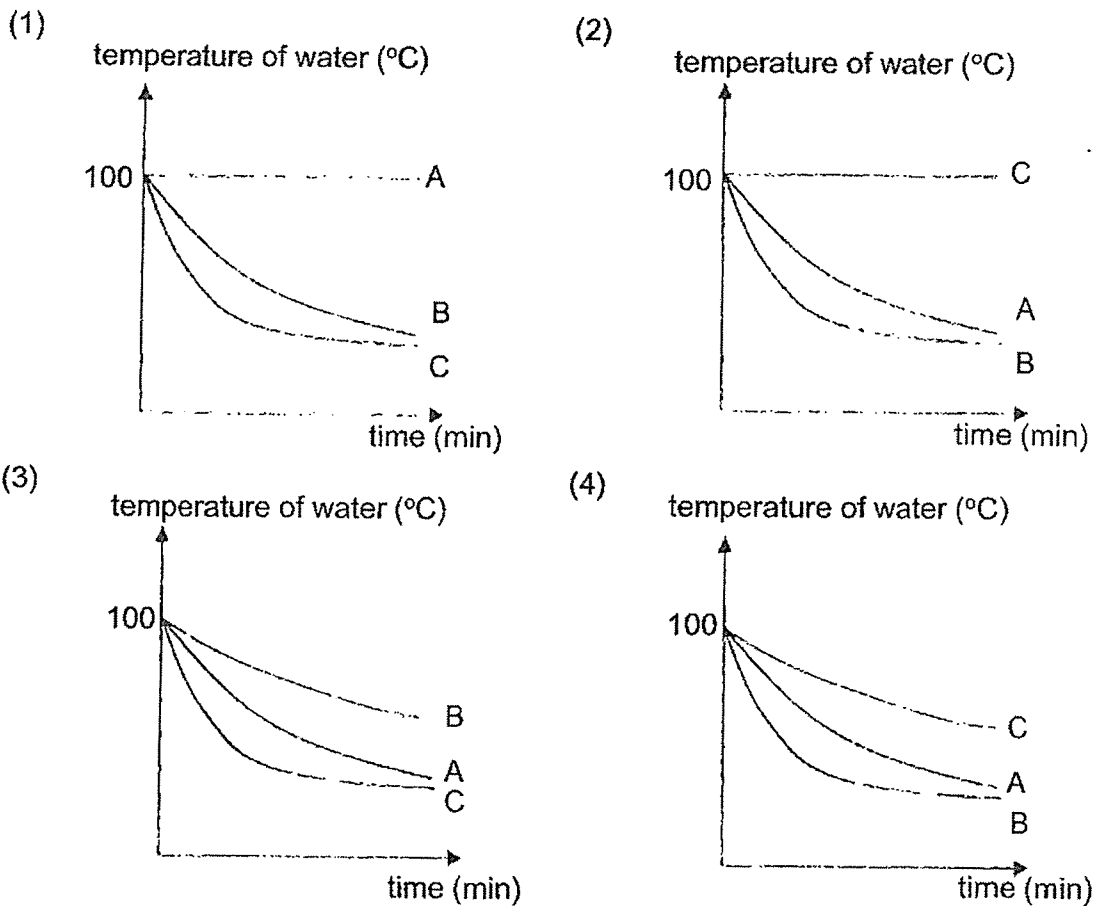 (1)
temperature of water (°C)
100
A
B
C
time (min)
(2)
temperature of water (°C)
100
C
A
B
time (min)
(3)
temperature of water (°C)
100
B
A
C
time (min)
(4)
temperature of water (°C)
100
C
A
B
time (min)